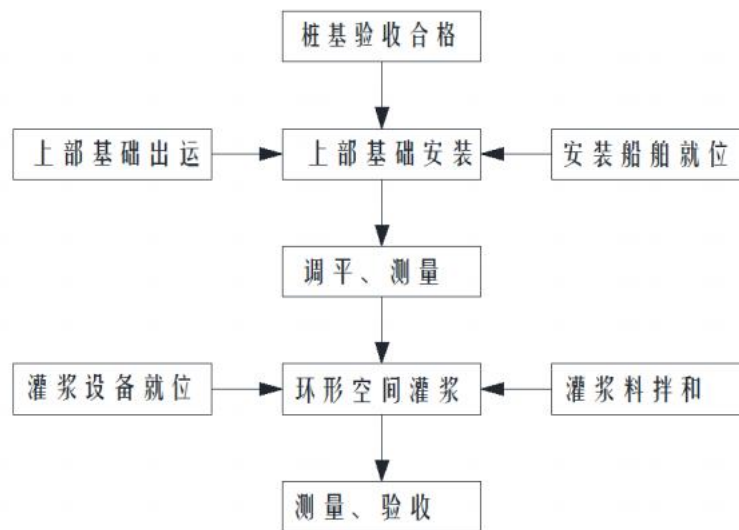 桩基验收合格
上部基础出运
上部基础安装
安装船舶就位
调平、测量
灌浆设备就位
环形空间灌浆
灌浆料拌和
测量、验收